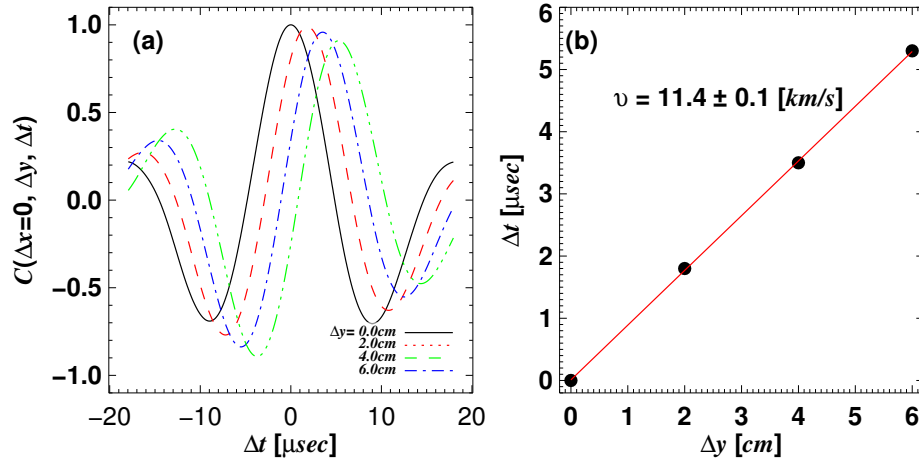 (a)
C(Δx=0, Δy, Δt)
1.0
0.5
0.0
−0.5
−1.0
Δy= 0.0cm
2.0cm
4.0cm
6.0cm
−20 −10 0 10 20
Δt [μsec]
(b)
υ = 11.4 ± 0.1 [km/s]
Δt [μsec]
6
5
4
3
2
1
0
0 1 2 3 4 5 6
Δy [cm]